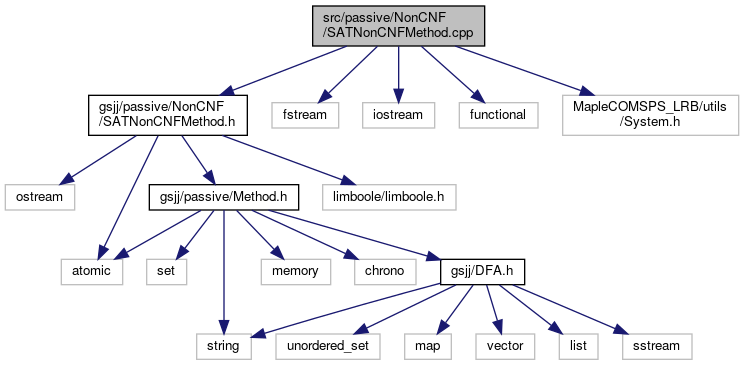 src/passive/NonCNF
/SATNonCNFMethod.cpp
gsjj/passive/NonCNF
/SATNonCNFMethod.h
fstream
iostream
functional
MapleCOMSPS_LRB/utils
/System.h
ostream
gsjj/passive/Method.h
limboole/limboole.h
atomic
set
memory
chrono
gsjj/DFA.h
string
unordered_set
map
vector
list
sstream